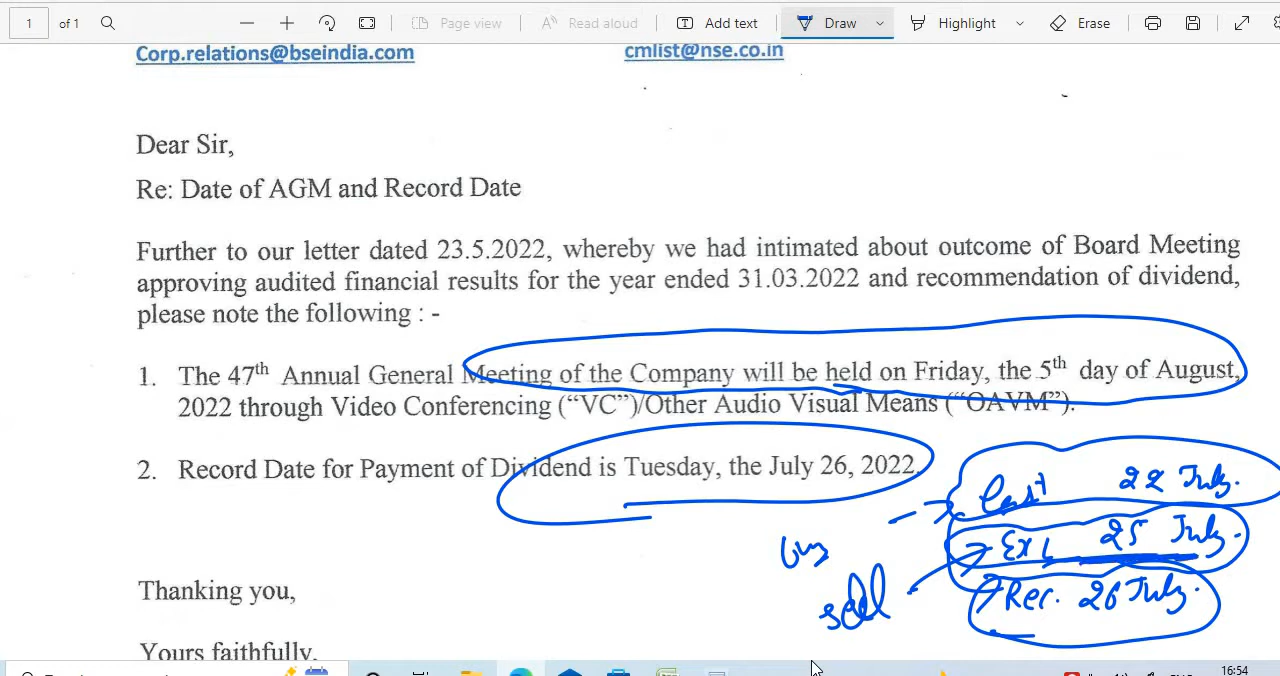 1 of 1 Page view Read aloud Add text Draw Highlight Erase
Corp.relations@bseindia.com cmlist@nse.co.in
Dear Sir,
Re: Date of AGM and Record Date
Further to our letter dated 23.5.2022, whereby we had intimated about outcome of Board Meeting
approving audited financial results for the year ended 31.03.2022 and recommendation of dividend,
please note the following : -
1. The 47th Annual General Meeting of the Company will be held on Friday, the 5th day of August,
2022 through Video Conferencing ("VC")/Other Audio Visual Means ("OAVM").
2. Record Date for Payment of Dividend is Tuesday, the July 26, 2022.
Last 22 July.
Ex 25 July.
buy
Rec. 26 July.
sell
Thanking you,
Yours faithfully,
16:54